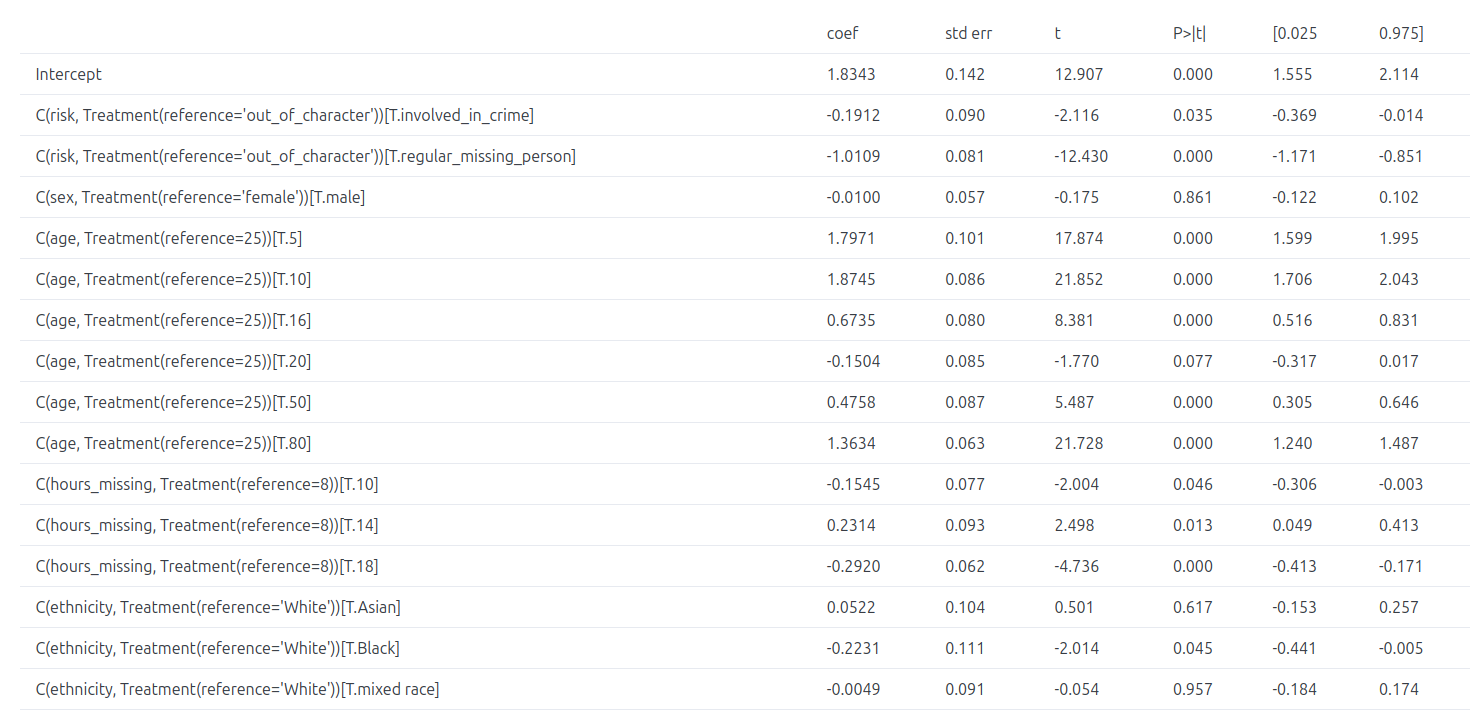 coef std err t P>|t| [0.025 0.975]
Intercept 1.8343 0.142 12.907 0.000 1.555 2.114
C(risk, Treatment(reference='out_of_character'))[T.involved_in_crime] -0.1912 0.090 -2.116 0.035 -0.369 -0.014
C(risk, Treatment(reference='out_of_character'))[T.regular_missing_person] -1.0109 0.081 -12.430 0.000 -1.171 -0.851
C(sex, Treatment(reference='female'))[T.male] -0.0100 0.057 -0.175 0.861 -0.122 0.102
C(age, Treatment(reference=25))[T.5] 1.7971 0.101 17.874 0.000 1.599 1.995
C(age, Treatment(reference=25))[T.10] 1.8745 0.086 21.852 0.000 1.706 2.043
C(age, Treatment(reference=25))[T.16] 0.6735 0.080 8.381 0.000 0.516 0.831
C(age, Treatment(reference=25))[T.20] -0.1504 0.085 -1.770 0.077 -0.317 0.017
C(age, Treatment(reference=25))[T.50] 0.4758 0.087 5.487 0.000 0.305 0.646
C(age, Treatment(reference=25))[T.80] 1.3634 0.063 21.728 0.000 1.240 1.487
C(hours_missing, Treatment(reference=8))[T.10] -0.1545 0.077 -2.004 0.046 -0.306 -0.003
C(hours_missing, Treatment(reference=8))[T.14] 0.2314 0.093 2.498 0.013 0.049 0.413
C(hours_missing, Treatment(reference=8))[T.18] -0.2920 0.062 -4.736 0.000 -0.413 -0.171
C(ethnicity, Treatment(reference='White'))[T.Asian] 0.0522 0.104 0.501 0.617 -0.153 0.257
C(ethnicity, Treatment(reference='White'))[T.Black] -0.2231 0.111 -2.014 0.045 -0.441 -0.005
C(ethnicity, Treatment(reference='White'))[T.mixed race] -0.0049 0.091 -0.054 0.957 -0.184 0.174